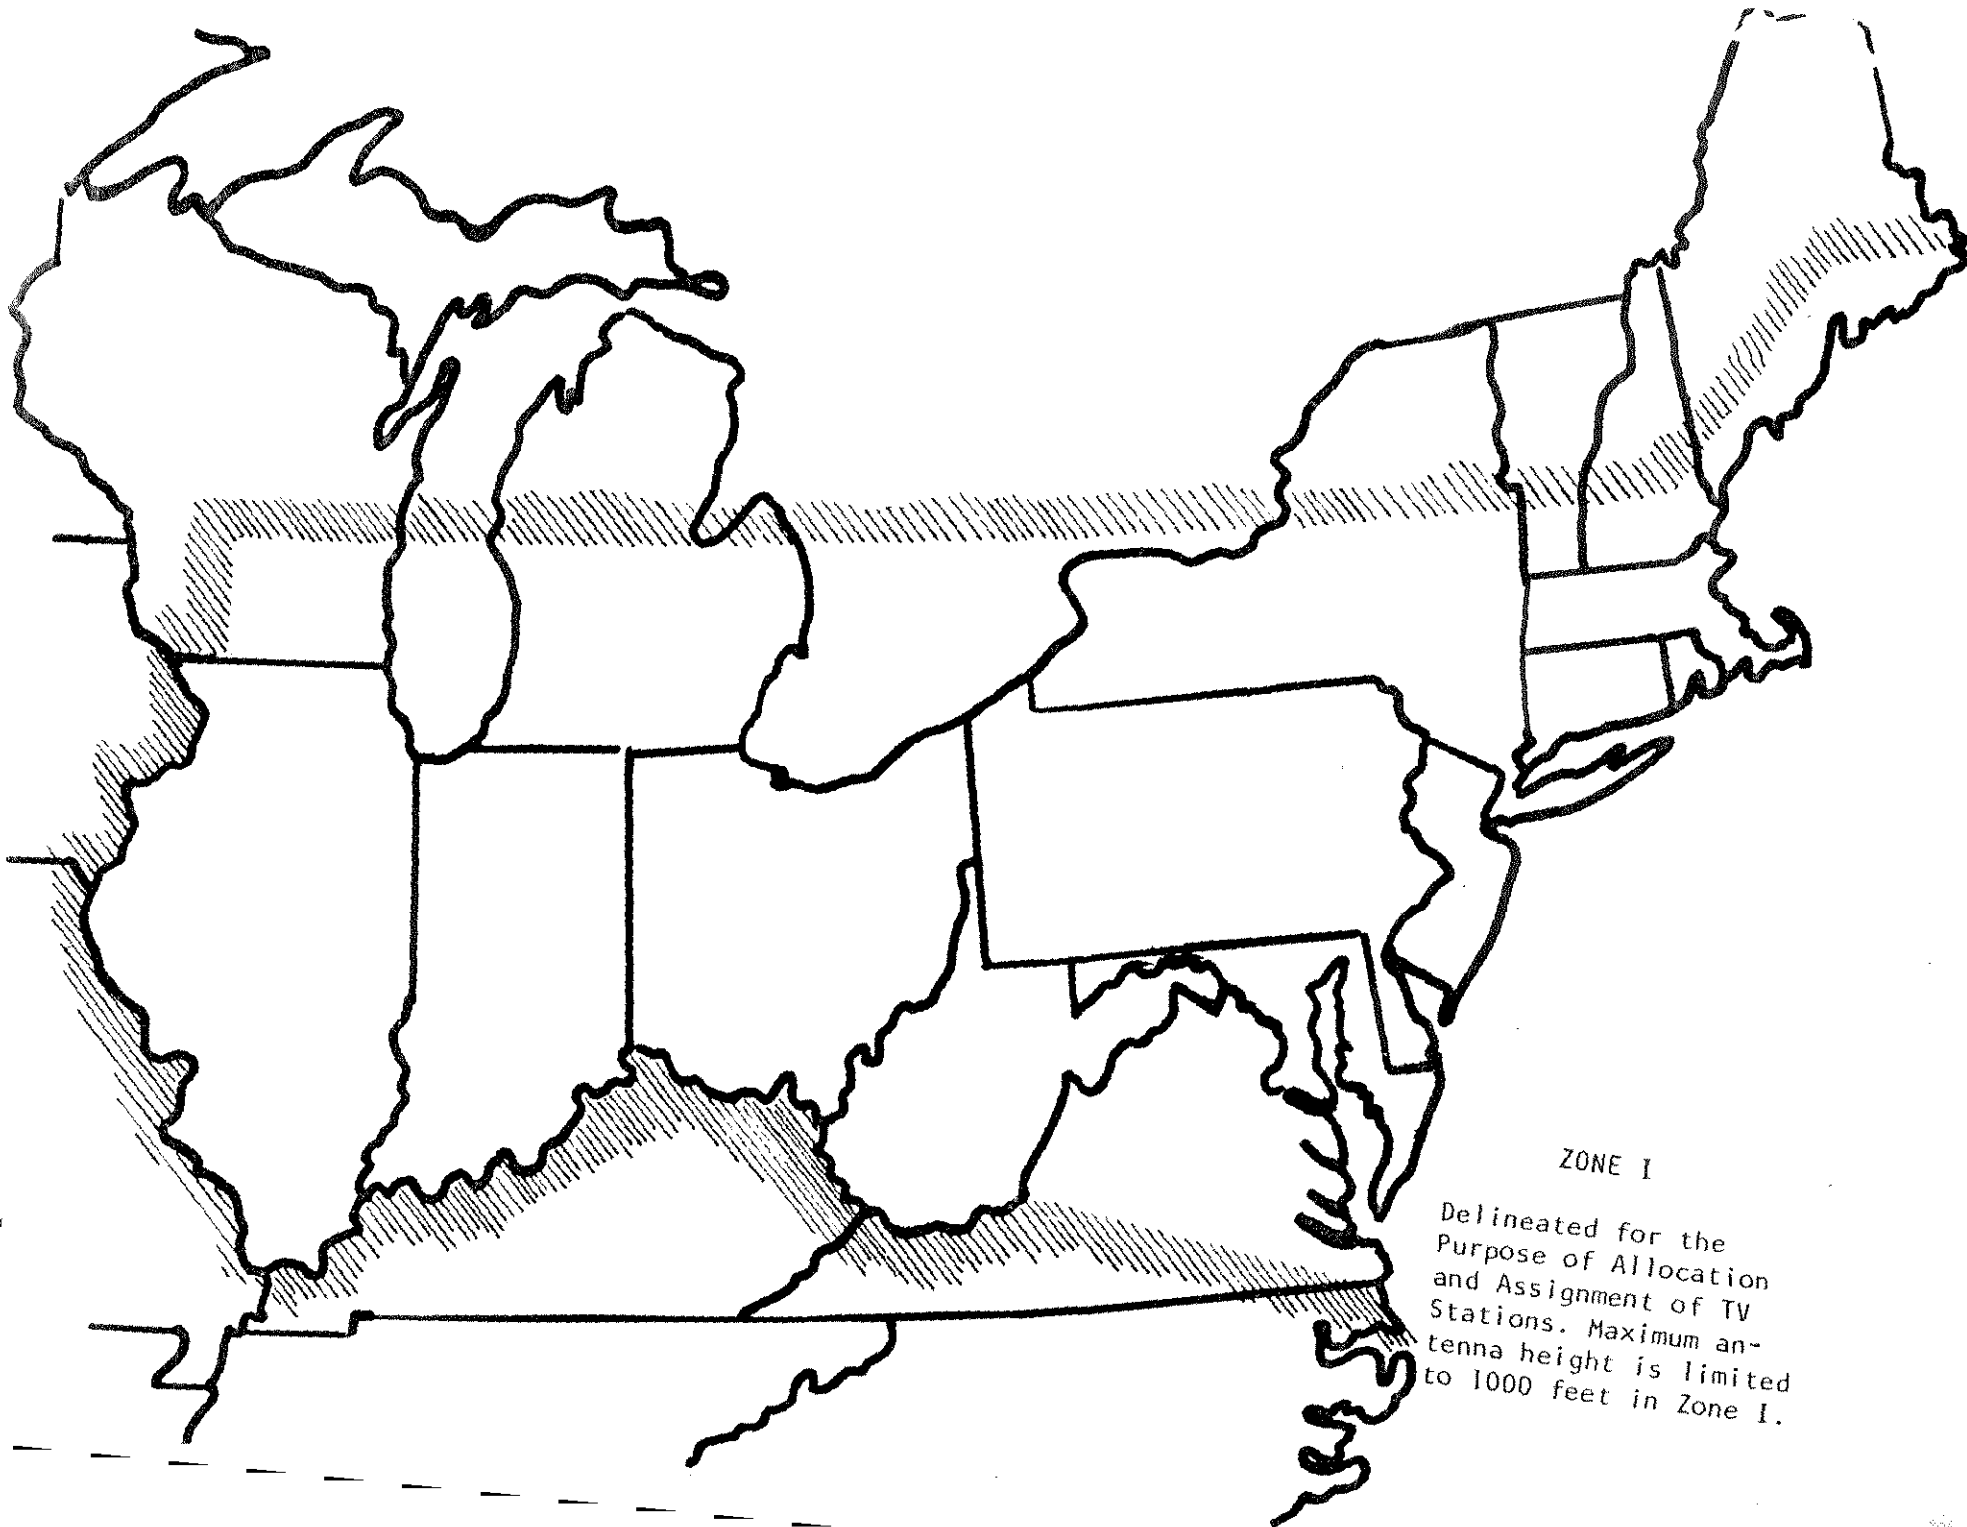 ZONE I
Delineated for the
Purpose of Allocation
and Assignment of TV
Stations. Maximum an-
tenna height is limited
to 1000 feet in Zone I.